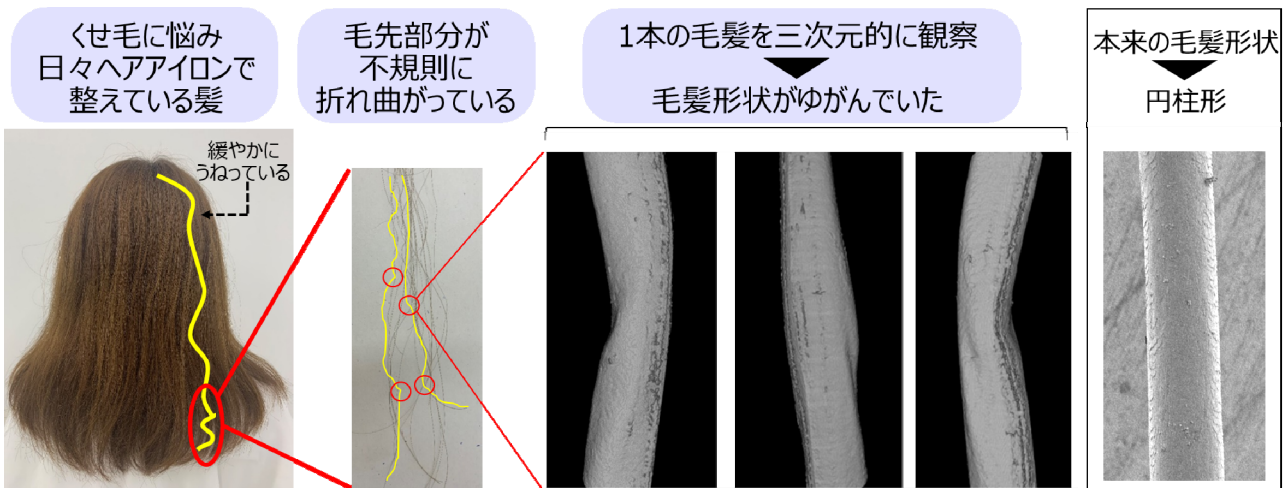 くせ毛に悩み
日々ヘアアイロンで
整えている髪
毛先部分が
不規則に
折れ曲がっている
1本の毛髪を三次元的に観察
毛髪形状がゆがんでいた
本来の毛髪形状
円柱形
緩やかに
うねっている